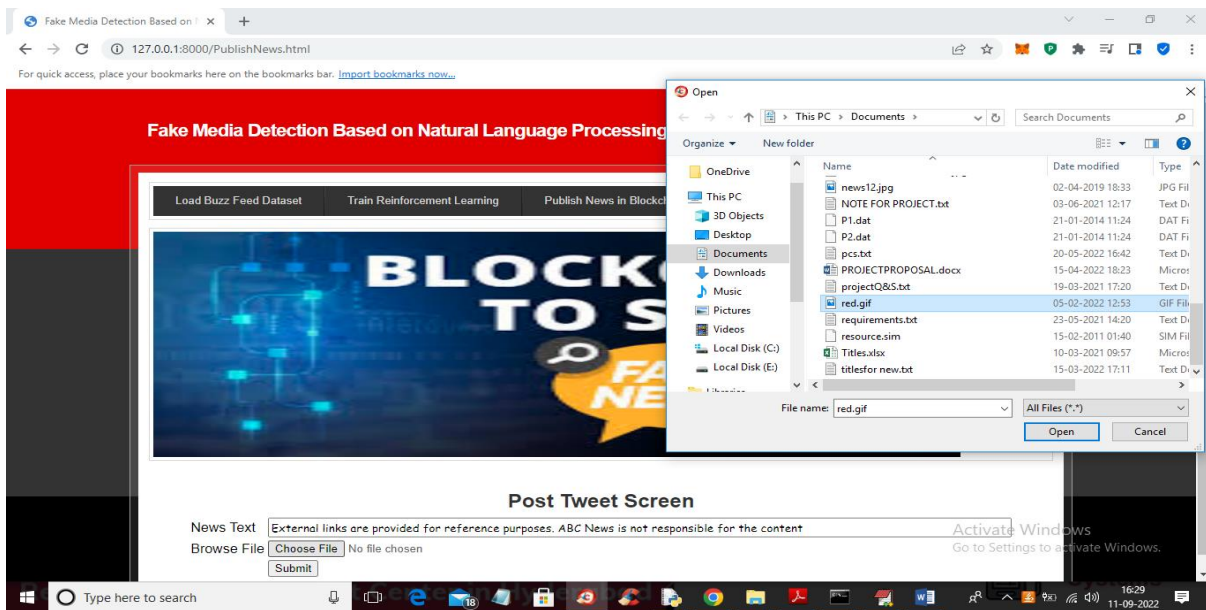 Fake Media Detection Based on
127.0.0.1:8000/PublishNews.html
For quick access, place your bookmarks here on the bookmarks bar. Import bookmarks now...
Fake Media Detection Based on Natural Language Processing
Load Buzz Feed Dataset Train Reinforcement Learning Publish News in Blockc
BLOCK
TO S
FA
NE
Open
This PC > Documents >
Search Documents
Organize
New folder
OneDrive
This PC
3D Objects
Desktop
Documents
Downloads
Music
Pictures
Videos
Local Disk (C:)
Local Disk (E:)
Name Date modified Type
news12.jpg 02-04-2019 18:33 JPG Fil
NOTE FOR PROJECT.txt 03-06-2021 12:17 Text D
P1.dat 21-01-2014 11:24 DAT Fi
P2.dat 21-01-2014 11:24 DAT Fi
pcs.txt 20-05-2022 16:42 Text D
PROJECTPROPOSAL.docx 15-04-2022 18:23 Micros
projectQ&S.txt 19-03-2021 17:20 Text D
red.gif 05-02-2022 12:53 GIF Fil
requirements.txt 23-05-2021 14:20 Text D
resource.sim 15-02-2011 01:40 SIM Fil
Titles.xlsx 10-03-2021 09:57 Micros
titlesfor new.txt 15-03-2022 17:11 Text D
File name: red.gif All Files (*.*)
Open Cancel
Post Tweet Screen
News Text External links are provided for reference purposes. ABC News is not responsible for the content
Browse File Choose File No file chosen
Submit
Activate Windows
Go to Settings to activate Windows.
Type here to search
18
16:29
11-09-2022